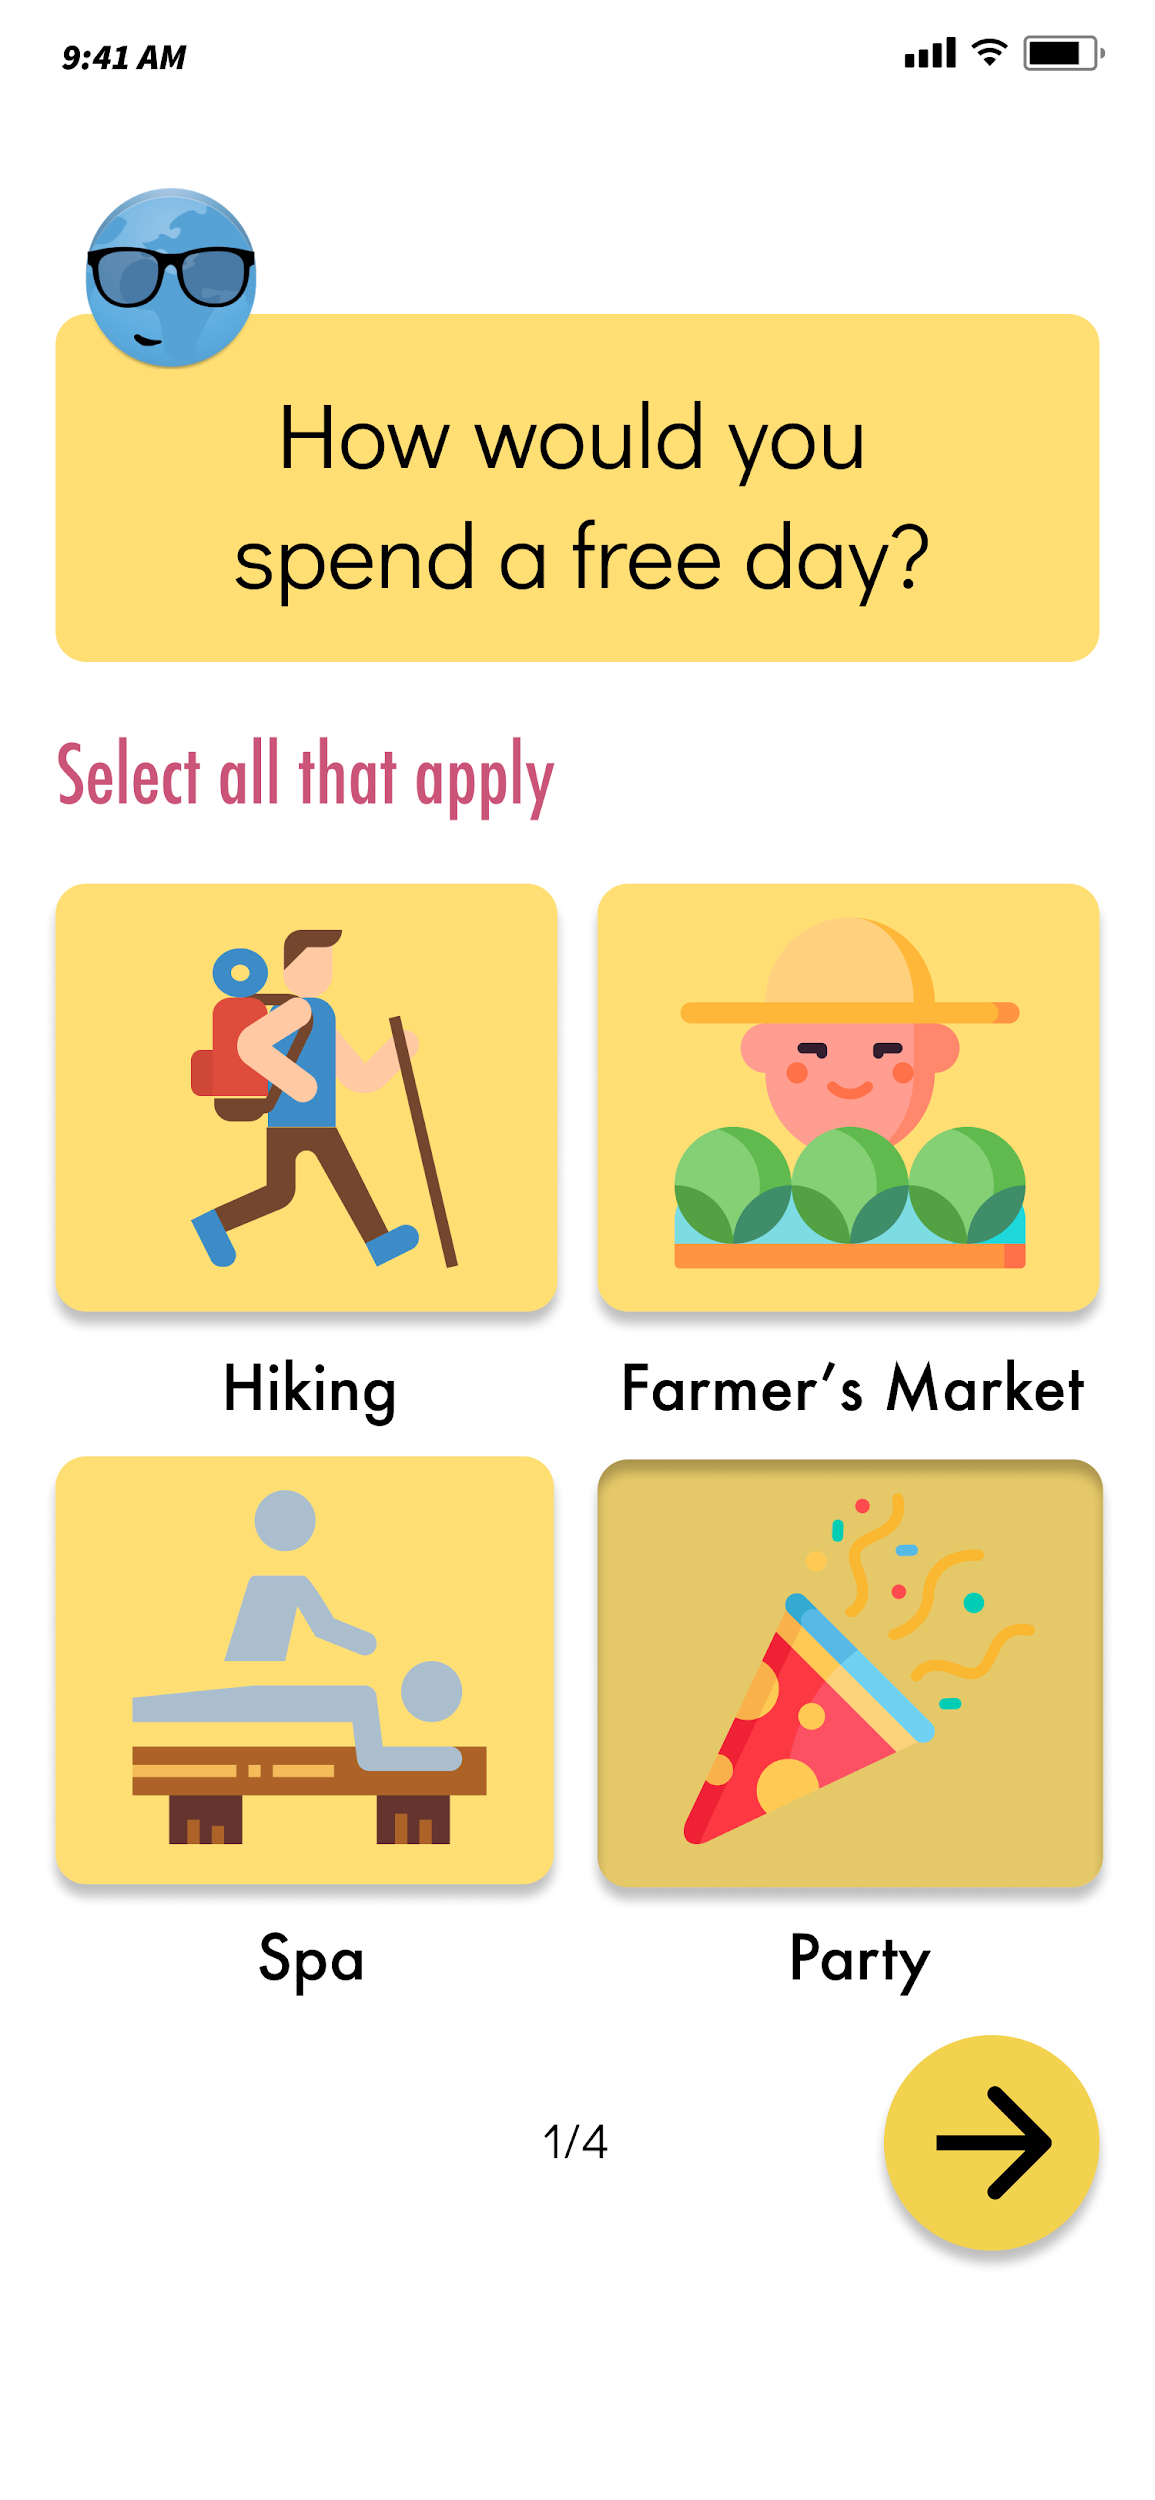 9:41 AM
How would you
spend a free day?
Select all that apply
Hiking
Farmer's Market
Spa
Party
1/4